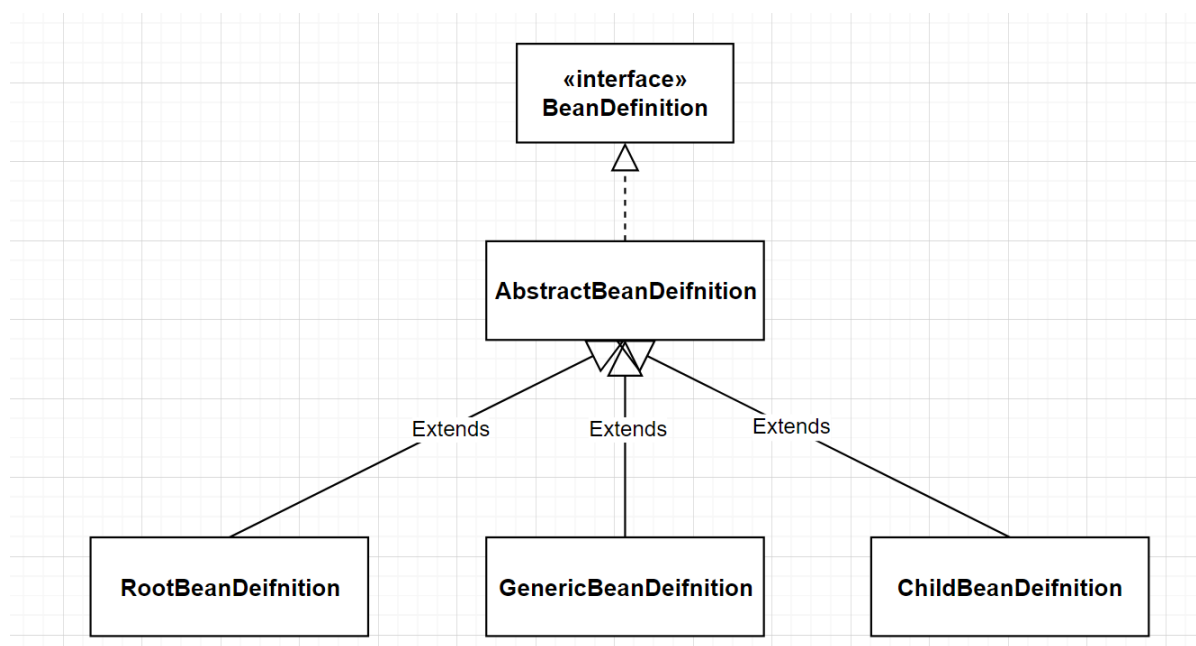 «interface»
BeanDefinition
AbstractBeanDeifnition
Extends
Extends
Extends
RootBeanDeifnition
GenericBeanDeifnition
ChildBeanDeifnition